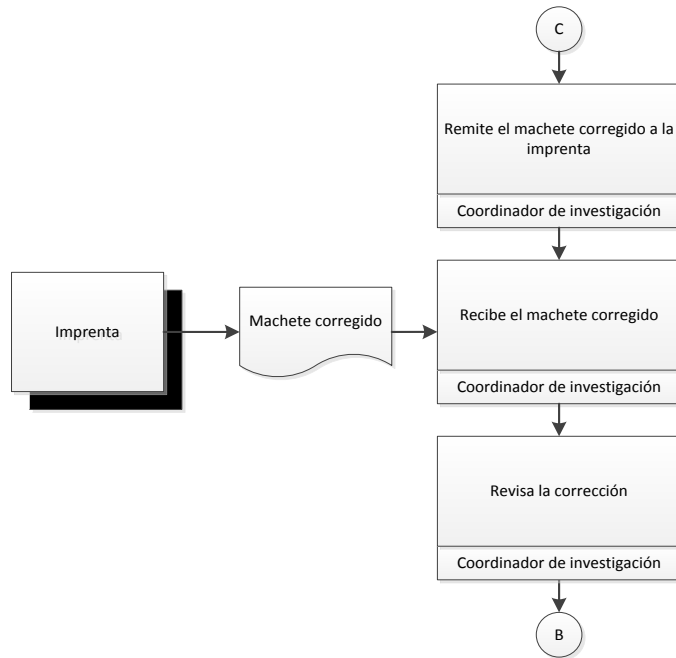 C
Remite el machete corregido a la
imprenta
Coordinador de investigación
Imprenta
Machete corregido
Recibe el machete corregido
Coordinador de investigación
Revisa la corrección
Coordinador de investigación
B